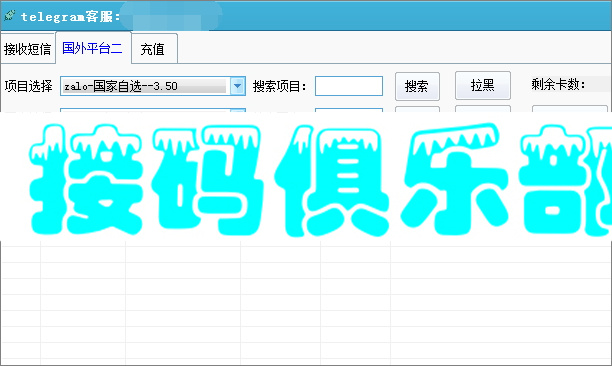 telegram客服：
接收短信 国外平台二 充值
项目选择 zalo-国家自选--3.50 搜索项目： 搜索 拉黑 剩余卡数：
接码俱乐部